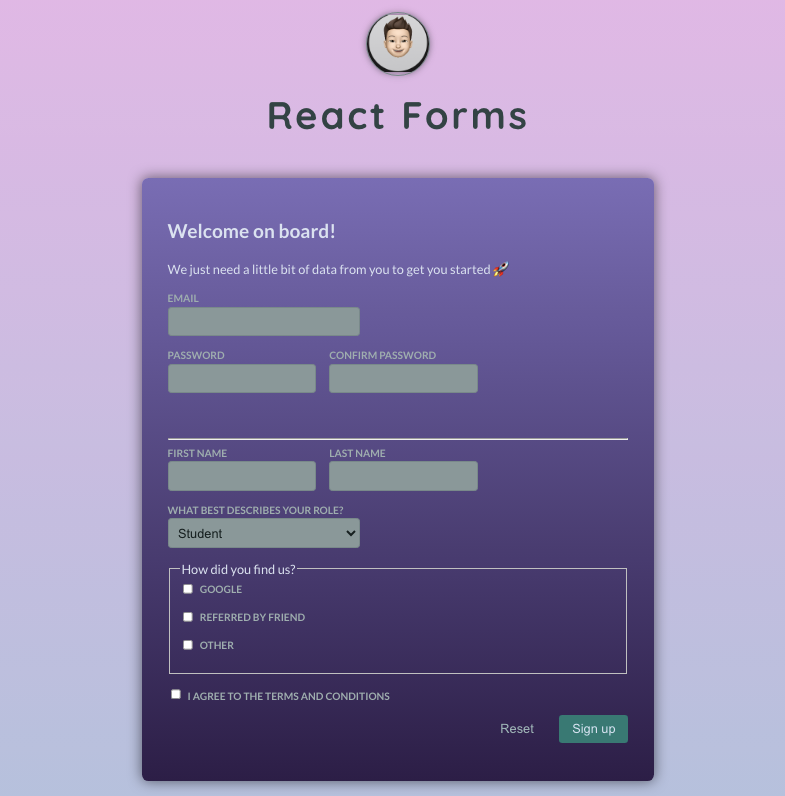 React Forms
Welcome on board!
We just need a little bit of data from you to get you started 🚀
EMAIL
PASSWORD CONFIRM PASSWORD
FIRST NAME LAST NAME
WHAT BEST DESCRIBES YOUR ROLE?
Student
How did you find us?
GOOGLE
REFERRED BY FRIEND
OTHER
I AGREE TO THE TERMS AND CONDITIONS
Reset Sign up